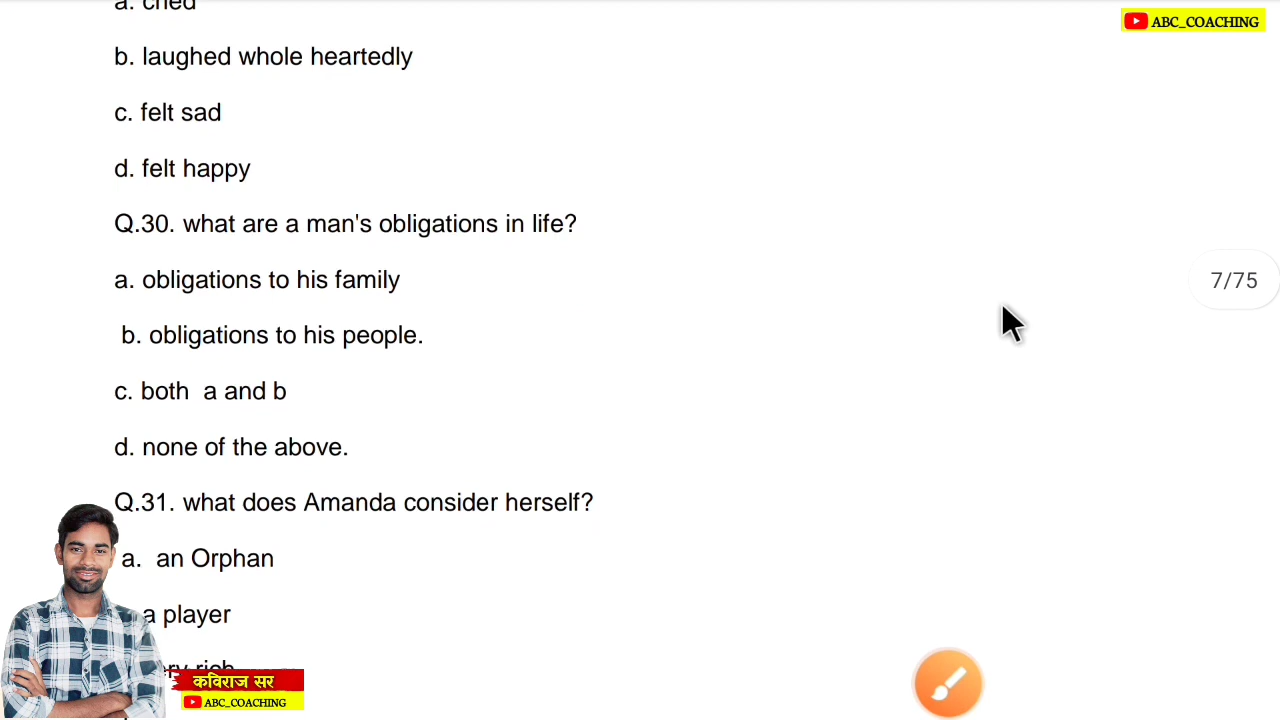 a. cried
ABC_COACHING
b. laughed whole heartedly
c. felt sad
d. felt happy
Q.30. what are a man's obligations in life?
a. obligations to his family
7/75
b. obligations to his people.
c. both a and b
d. none of the above.
Q.31. what does Amanda consider herself?
a. an Orphan
a player
rich
कविराज सर
ABC_COACHING